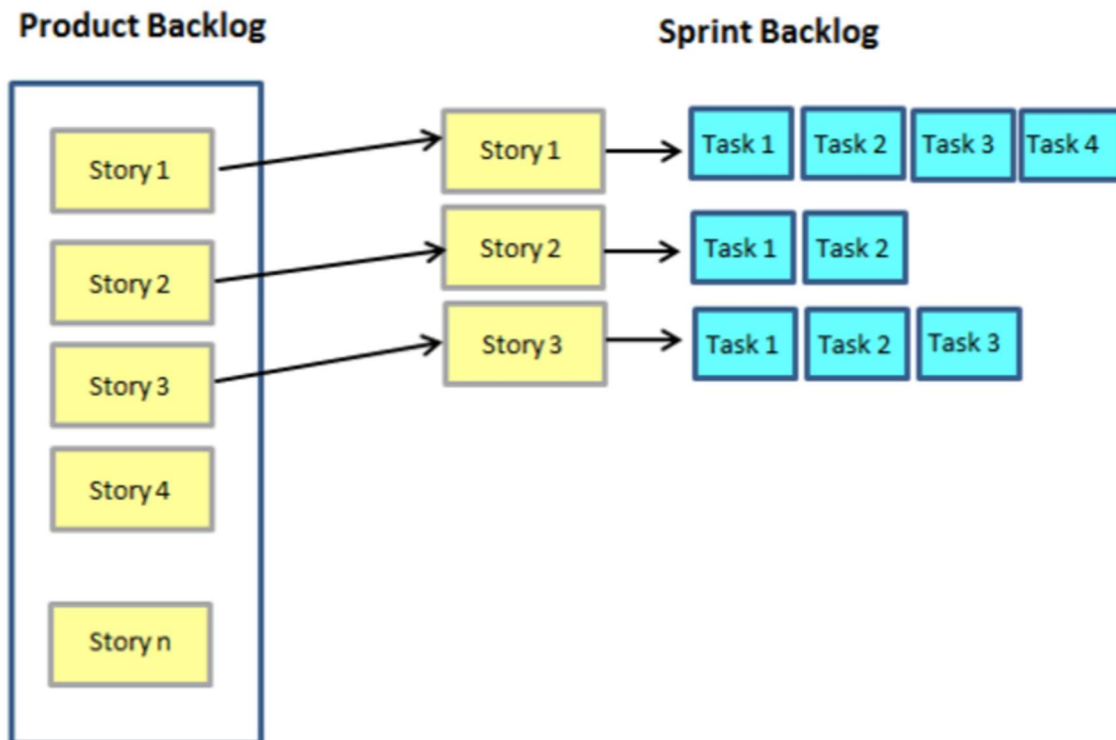 Product Backlog
Sprint Backlog
Story 1
Story 1
Task 1
Task 2
Task 3
Task 4
Story 2
Story 2
Task 1
Task 2
Story 3
Story 3
Task 1
Task 2
Task 3
Story 4
Story n